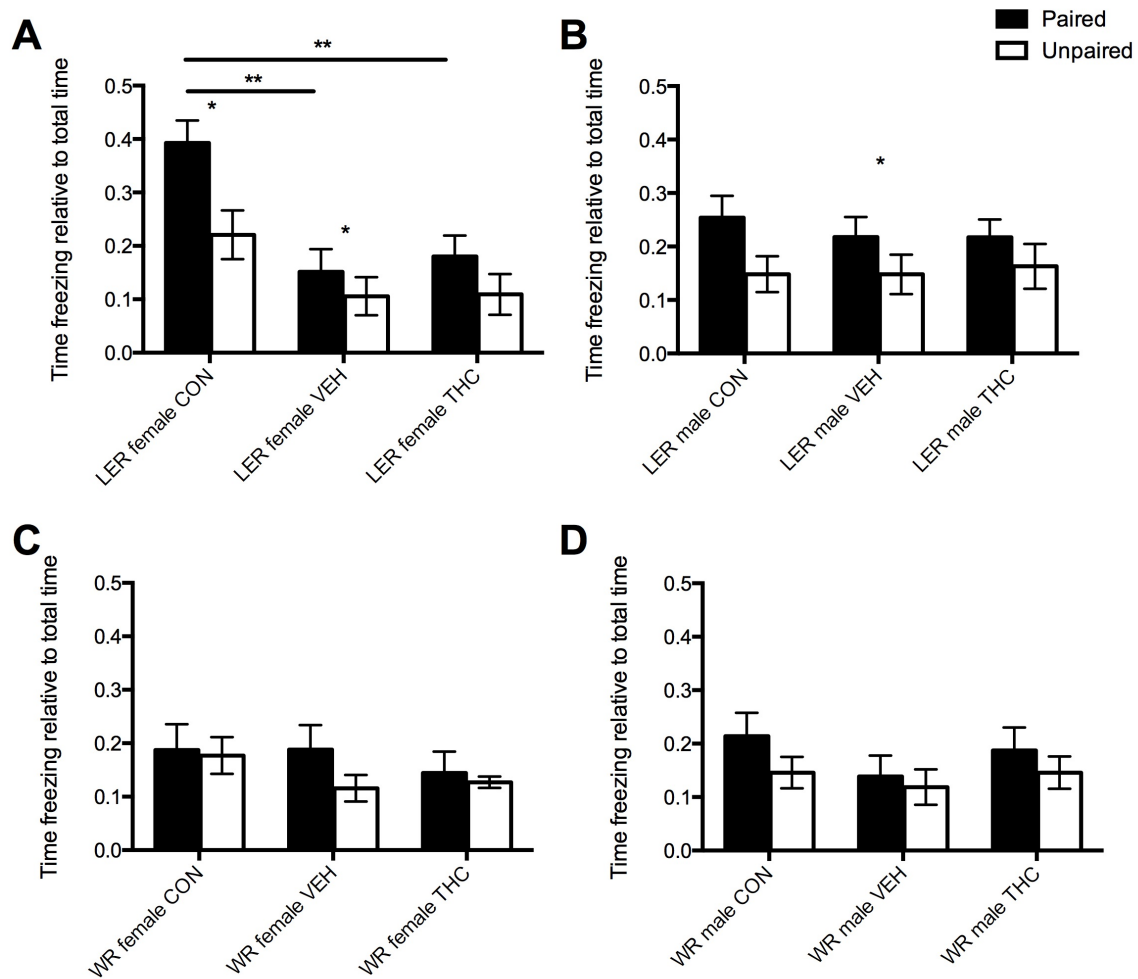 A
**
**
*
*
Time freezing relative to total time
0.5
0.4
0.3
0.2
0.1
0.0
LER female CON
LER female VEH
LER female THC
B
Paired
Unpaired
*
Time freezing relative to total time
0.5
0.4
0.3
0.2
0.1
0.0
LER male CON
LER male VEH
LER male THC
C
Time freezing relative to total time
0.5
0.4
0.3
0.2
0.1
0.0
WR female CON
WR female VEH
WR female THC
D
Time freezing relative to total time
0.5
0.4
0.3
0.2
0.1
0.0
WR male CON
WR male VEH
WR male THC